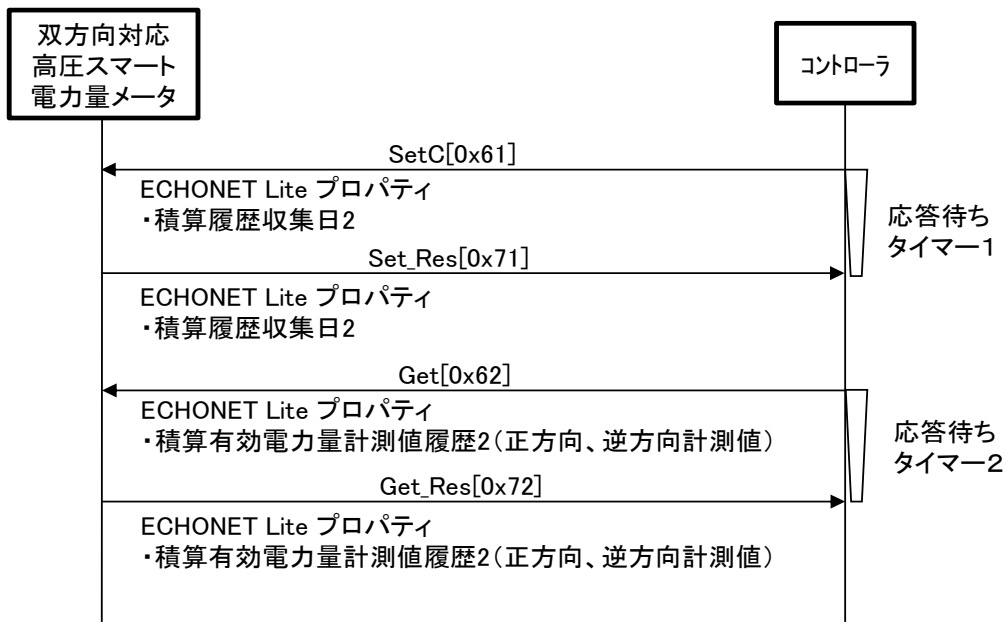 双方向対応
高圧スマート
電力量メータ
コントローラ
SetC[0x61]
ECHONET Lite プロパティ
・積算履歴収集日2
応答待ち
タイマー1
Set_Res[0x71]
ECHONET Lite プロパティ
・積算履歴収集日2
Get[0x62]
ECHONET Lite プロパティ
・積算有効電力量計測値履歴2(正方向、逆方向計測値)
応答待ち
タイマー2
Get_Res[0x72]
ECHONET Lite プロパティ
・積算有効電力量計測値履歴2(正方向、逆方向計測値)